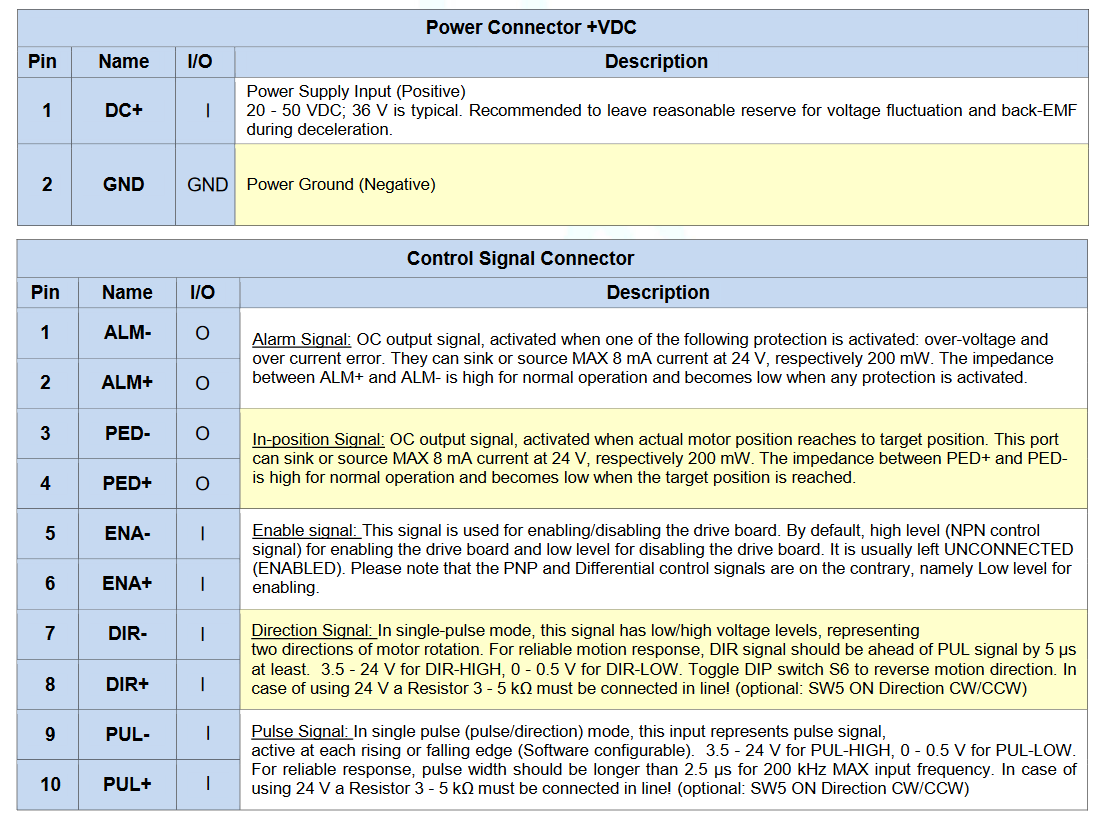 Power Connector +VDC
Pin Name I/O Description
1 DC+ I Power Supply Input (Positive)
20 - 50 VDC; 36 V is typical. Recommended to leave reasonable reserve for voltage fluctuation and back-EMF
during deceleration.
2 GND GND Power Ground (Negative)
Control Signal Connector
Pin Name I/O Description
1 ALM- O
2 ALM+ O
Alarm Signal: OC output signal, activated when one of the following protection is activated: over-voltage and
over current error. They can sink or source MAX 8 mA current at 24 V, respectively 200 mW. The impedance
between ALM+ and ALM- is high for normal operation and becomes low when any protection is activated.
3 PED- O
4 PED+ O
In-position Signal: OC output signal, activated when actual motor position reaches to target position. This port
can sink or source MAX 8 mA current at 24 V, respectively 200 mW. The impedance between PED+ and PED-
is high for normal operation and becomes low when the target position is reached.
5 ENA- I
6 ENA+ I
Enable signal: This signal is used for enabling/disabling the drive board. By default, high level (NPN control
signal) for enabling the drive board and low level for disabling the drive board. It is usually left UNCONNECTED
(ENABLED). Please note that the PNP and Differential control signals are on the contrary, namely Low level for
enabling.
7 DIR- I
8 DIR+ I
Direction Signal: In single-pulse mode, this signal has low/high voltage levels, representing
two directions of motor rotation. For reliable motion response, DIR signal should be ahead of PUL signal by 5 µs
at least. 3.5 - 24 V for DIR-HIGH, 0 - 0.5 V for DIR-LOW. Toggle DIP switch S6 to reverse motion direction. In
case of using 24 V a Resistor 3 - 5 kΩ must be connected in line! (optional: SW5 ON Direction CW/CCW)
9 PUL- I
10 PUL+ I
Pulse Signal: In single pulse (pulse/direction) mode, this input represents pulse signal,
active at each rising or falling edge (Software configurable). 3.5 - 24 V for PUL-HIGH, 0 - 0.5 V for PUL-LOW.
For reliable response, pulse width should be longer than 2.5 µs for 200 kHz MAX input frequency. In case of
using 24 V a Resistor 3 - 5 kΩ must be connected in line! (optional: SW5 ON Direction CW/CCW)